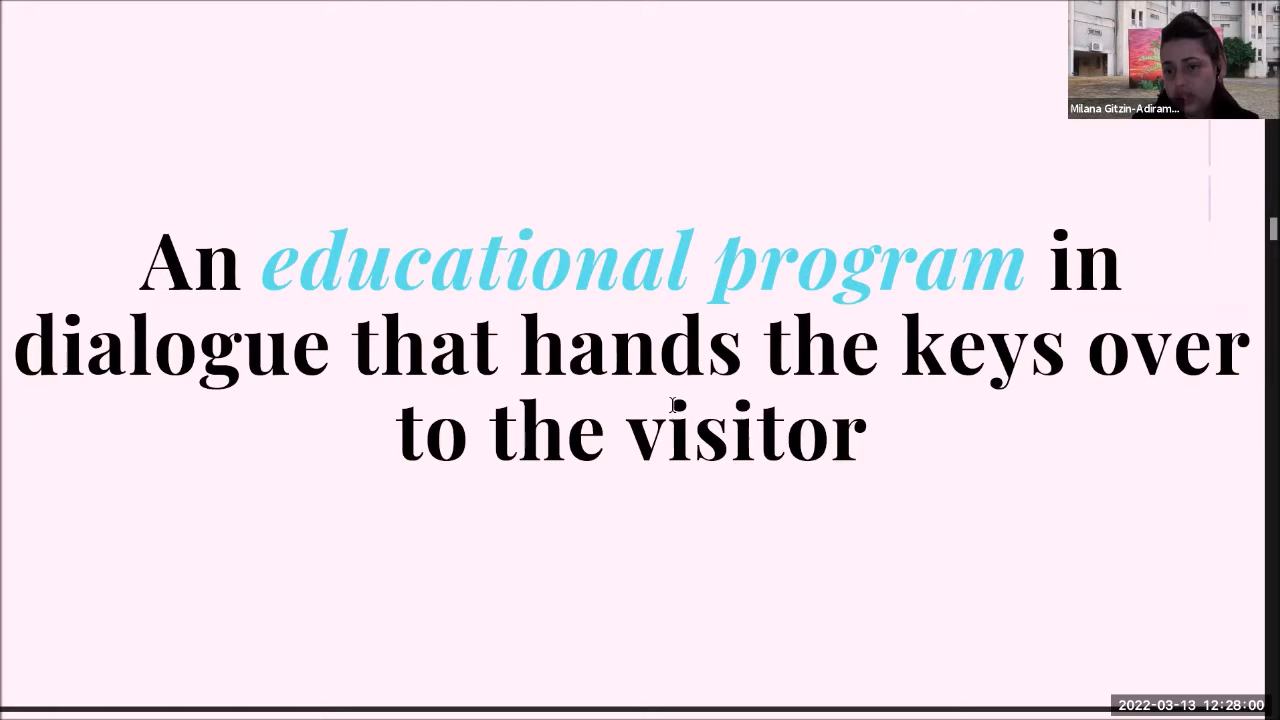 Milana Gitzin-Adiram...
An educational program in
dialogue that hands the keys over
to the visitor
2022-03-13 12:28:00